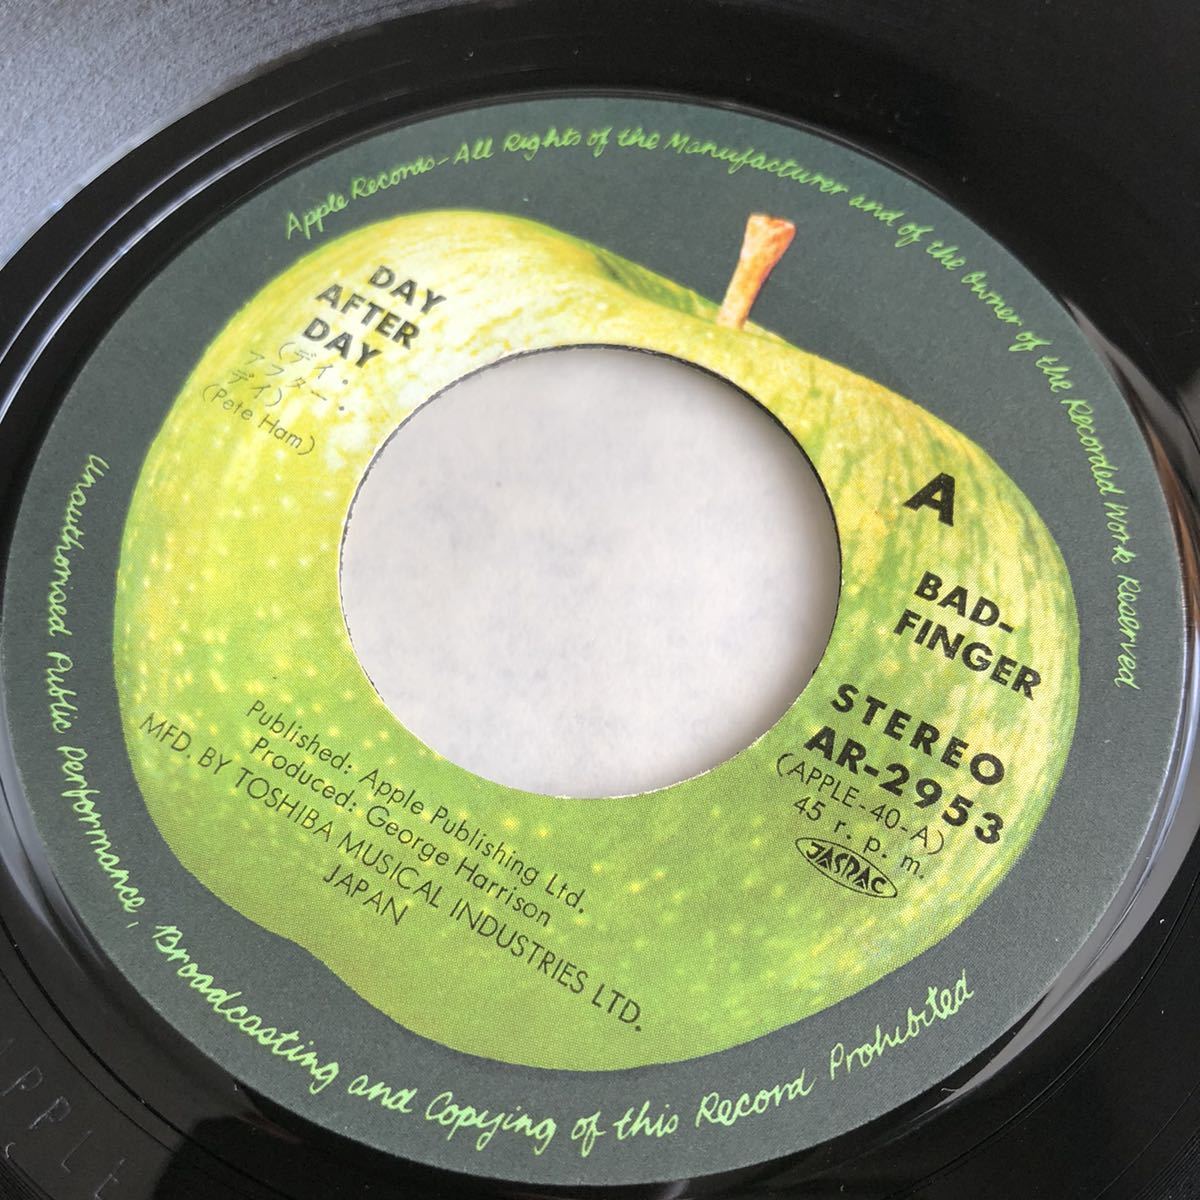 Apple Records-All Rights of the Manufacturer and of the Owner of the Recorded Work Reserved
DAY
AFTER
DAY
(デイ・
アフター・
デイ)
(Pete Ham)
A
BAD-
FINGER
STEREO
AR-2953
(APPLE-40-A)
45 r. p. m.
JASRAC
Published: Apple Publishing Ltd.
Produced: George Harrison
MFD. BY TOSHIBA MUSICAL INDUSTRIES LTD.
JAPAN
Unauthorised Public Performance, Broadcasting and Copying of this Record Prohibited